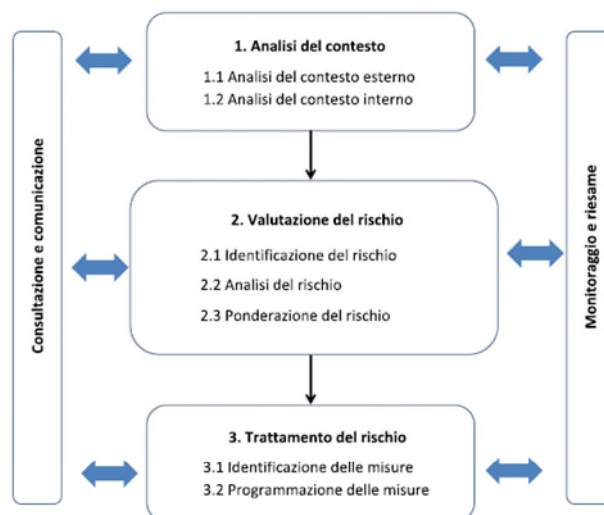 1. Analisi del contesto
1.1 Analisi del contesto esterno
1.2 Analisi del contesto interno
Consultazione e comunicazione
2. Valutazione del rischio
2.1 Identificazione del rischio
2.2 Analisi del rischio
2.3 Ponderazione del rischio
Monitoraggio e riesame
3. Trattamento del rischio
3.1 Identificazione delle misure
3.2 Programmazione delle misure